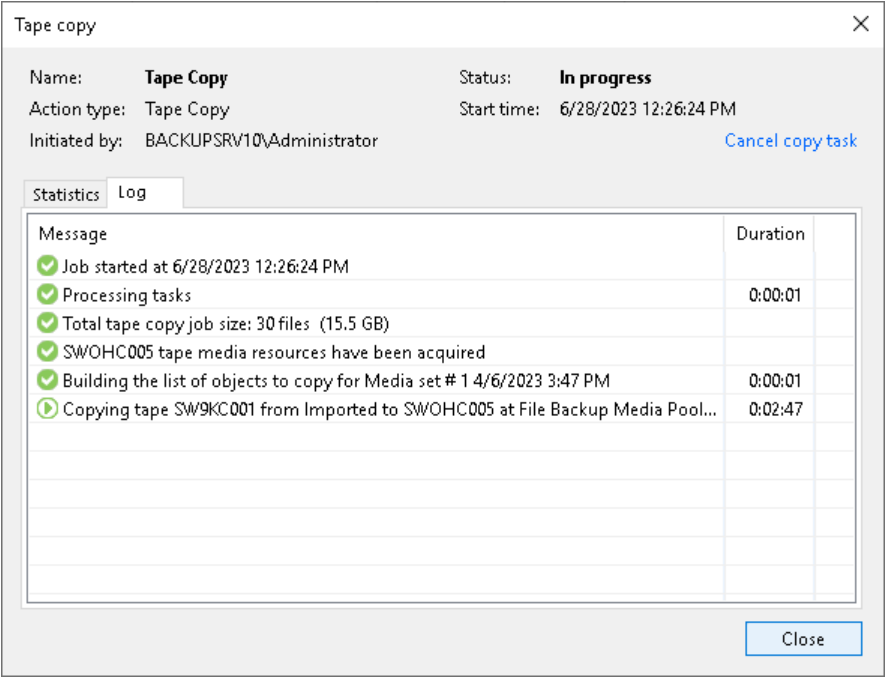 Tape copy
Name: Tape Copy Status: In progress
Action type: Tape Copy Start time: 6/28/2023 12:26:24 PM
Initiated by: BACKUPSRV10\Administrator Cancel copy task
Statistics Log
Message Duration
Job started at 6/28/2023 12:26:24 PM
Processing tasks 0:00:01
Total tape copy job size: 30 files (15.5 GB)
SWOHC005 tape media resources have been acquired
Building the list of objects to copy for Media set # 1 4/6/2023 3:47 PM 0:00:01
Copying tape SW9KC001 from Imported to SWOHC005 at File Backup Media Pool... 0:02:47
Close